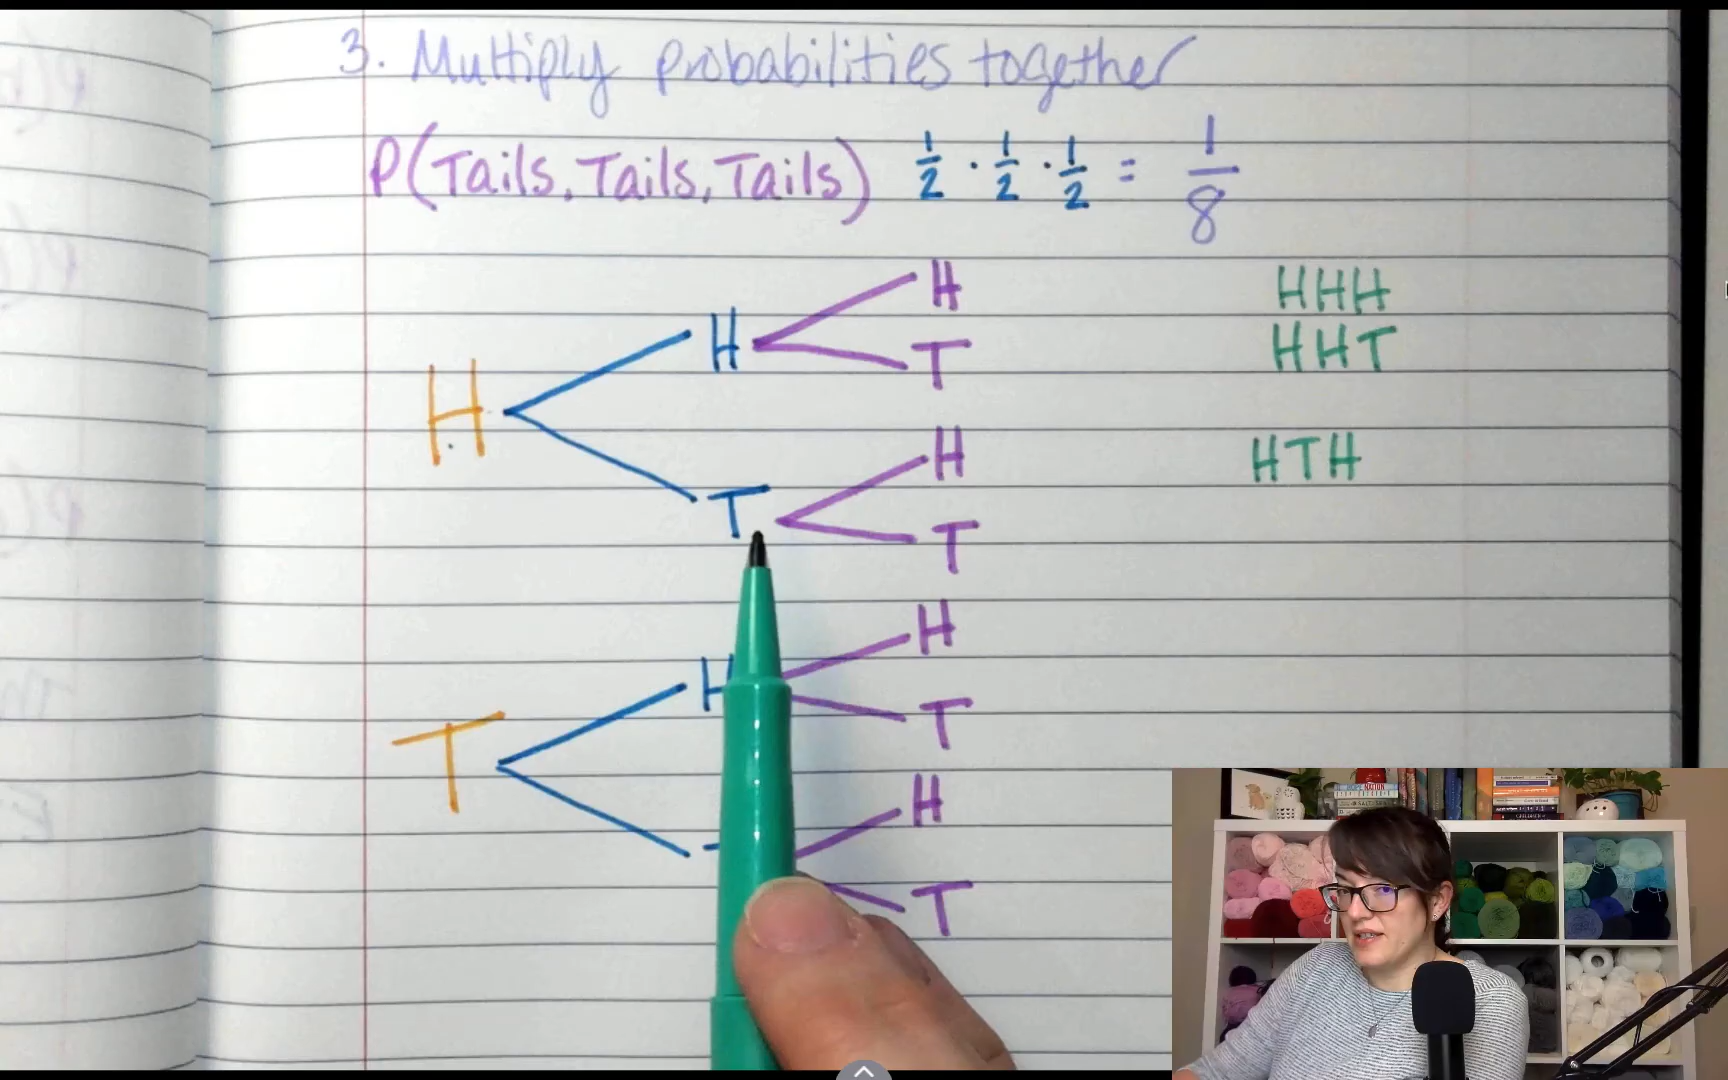 3. Multiply probabilities together
P(Tails, Tails, Tails) 1/2 · 1/2 · 1/2 = 1/8
H
HHH
H
T
HHT
H
H
HTH
T
T
H
H
T
T
H
T